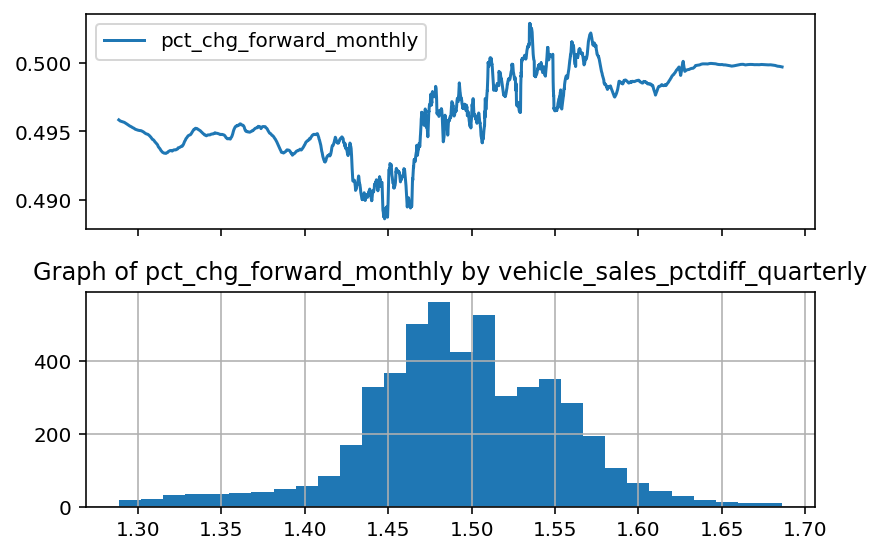 pct_chg_forward_monthly
0.500
0.495
0.490
Graph of pct_chg_forward_monthly by vehicle_sales_pctdiff_quarterly
400
200
0
1.30 1.35 1.40 1.45 1.50 1.55 1.60 1.65 1.70